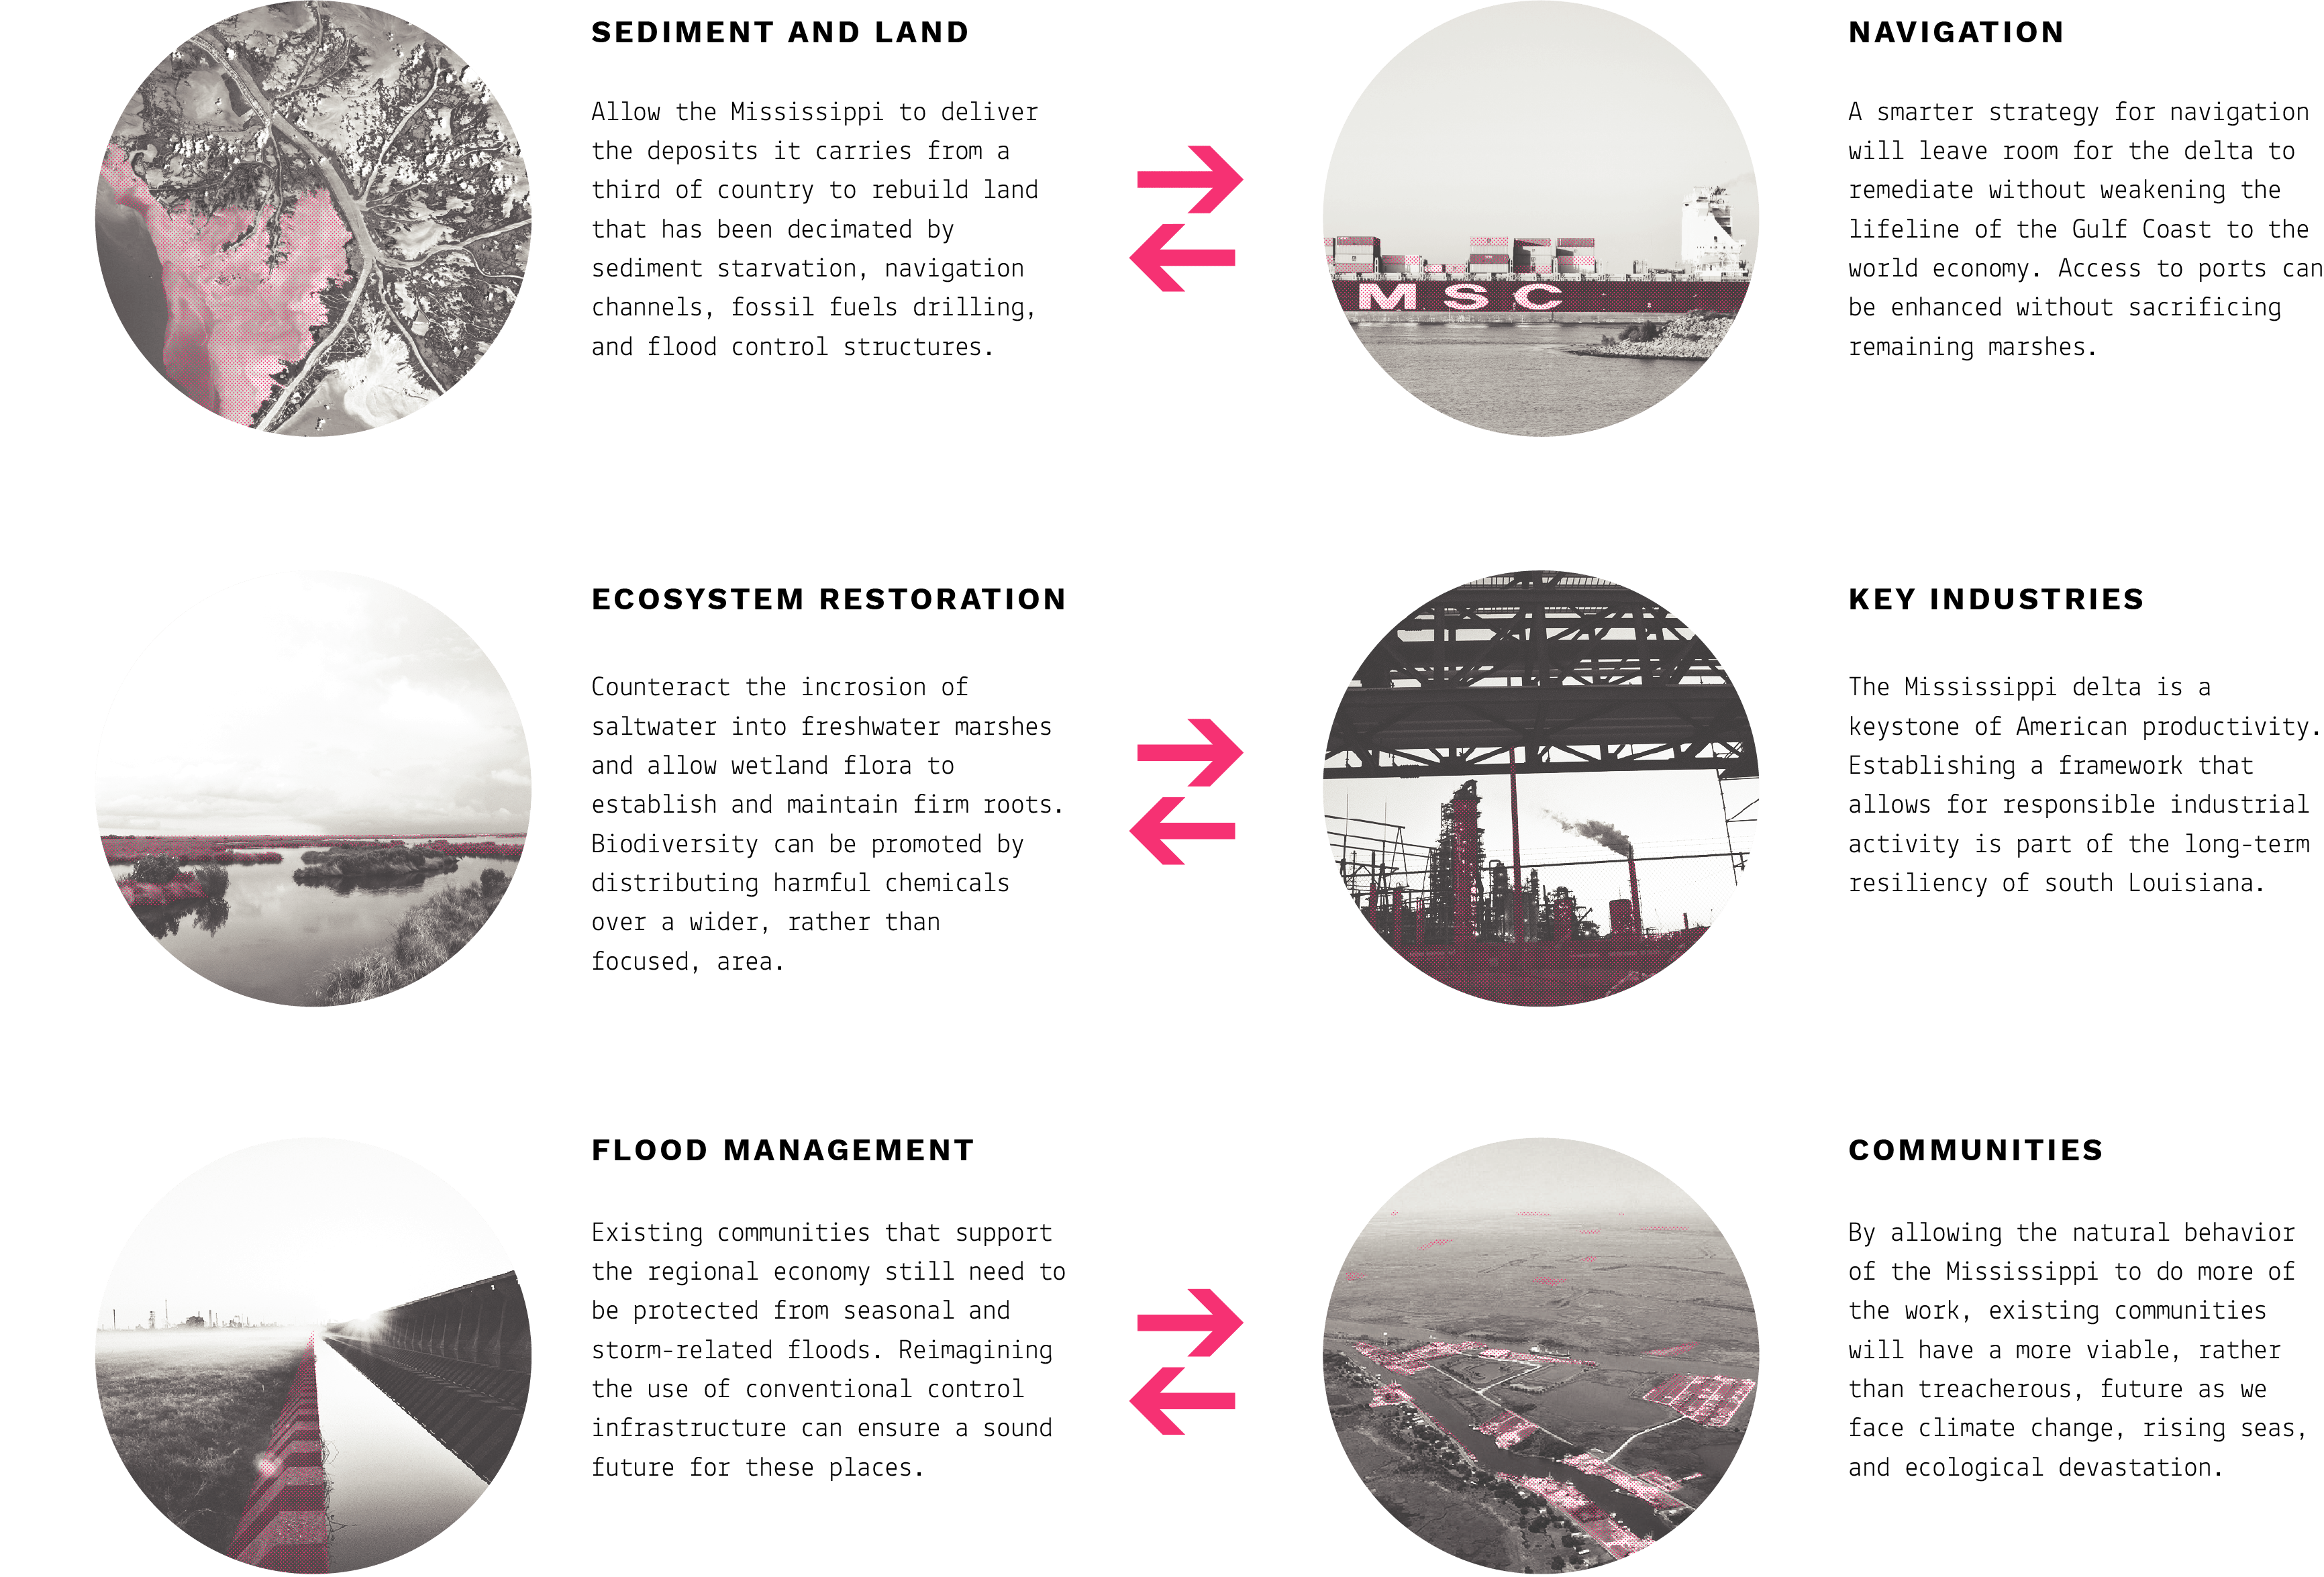 SEDIMENT AND LAND
Allow the Mississippi to deliver
the deposits it carries from a
third of country to rebuild land
that has been decimated by
sediment starvation, navigation
channels, fossil fuels drilling,
and flood control structures.
MSC
NAVIGATION
A smarter strategy for navigation
will leave room for the delta to
remediate without weakening the
lifeline of the Gulf Coast to the
world economy. Access to ports can
be enhanced without sacrificing
remaining marshes.
ECOSYSTEM RESTORATION
Counteract the incrosion of
saltwater into freshwater marshes
and allow wetland flora to
establish and maintain firm roots.
Biodiversity can be promoted by
distributing harmful chemicals
over a wider, rather than
focused, area.
KEY INDUSTRIES
The Mississippi delta is a
keystone of American productivity.
Establishing a framework that
allows for responsible industrial
activity is part of the long-term
resiliency of south Louisiana.
FLOOD MANAGEMENT
Existing communities that support
the regional economy still need to
be protected from seasonal and
storm-related floods. Reimagining
the use of conventional control
infrastructure can ensure a sound
future for these places.
COMMUNITIES
By allowing the natural behavior
of the Mississippi to do more of
the work, existing communities
will have a more viable, rather
than treacherous, future as we
face climate change, rising seas,
and ecological devastation.